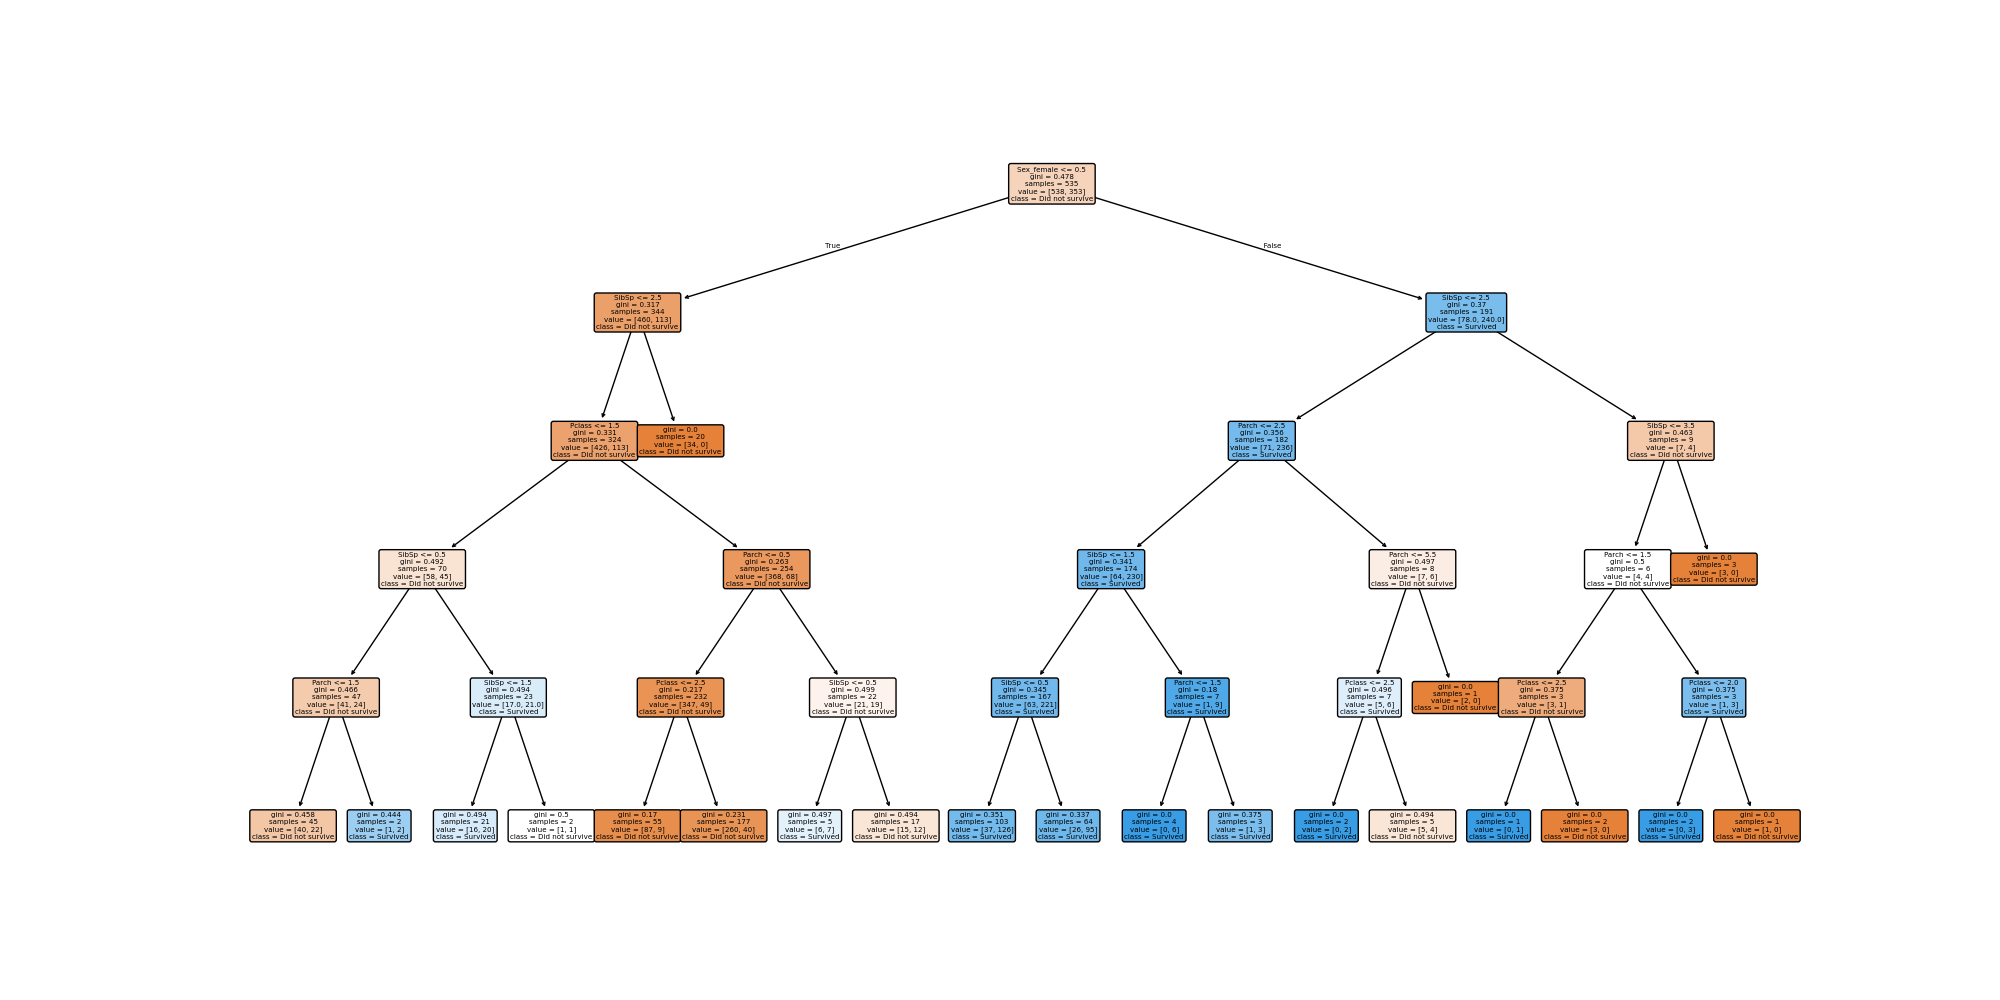 Sex_female <= 0.5
gini = 0.478
samples = 535
value = [538, 353]
class = Did not survive
True
False
SibSp <= 2.5
gini = 0.317
samples = 344
value = [460, 113]
class = Did not survive
SibSp <= 2.5
gini = 0.37
samples = 191
value = [78.0, 240.0]
class = Survived
Pclass <= 1.5
gini = 0.331
samples = 324
value = [426, 113]
class = Did not survive
gini = 0.0
samples = 20
value = [34, 0]
class = Did not survive
Parch <= 2.5
gini = 0.356
samples = 182
value = [71, 236]
class = Survived
SibSp <= 3.5
gini = 0.463
samples = 9
value = [7, 4]
class = Did not survive
SibSp <= 0.5
gini = 0.492
samples = 70
value = [58, 45]
class = Did not survive
Parch <= 0.5
gini = 0.263
samples = 254
value = [368, 68]
class = Did not survive
SibSp <= 1.5
gini = 0.341
samples = 174
value = [64, 230]
class = Survived
Parch <= 5.5
gini = 0.497
samples = 8
value = [7, 6]
class = Did not survive
Parch <= 1.5
gini = 0.5
samples = 6
value = [4, 4]
class = Did not survive
gini = 0.0
samples = 3
value = [3, 0]
class = Did not survive
Parch <= 1.5
gini = 0.466
samples = 47
value = [41, 24]
class = Did not survive
SibSp <= 1.5
gini = 0.494
samples = 23
value = [17.0, 21.0]
class = Survived
Pclass <= 2.5
gini = 0.217
samples = 232
value = [347, 49]
class = Did not survive
SibSp <= 0.5
gini = 0.499
samples = 22
value = [21, 19]
class = Did not survive
SibSp <= 0.5
gini = 0.345
samples = 167
value = [63, 221]
class = Survived
Parch <= 1.5
gini = 0.18
samples = 7
value = [1, 9]
class = Survived
Pclass <= 2.5
gini = 0.496
samples = 7
value = [5, 6]
class = Survived
gini = 0.0
samples = 1
value = [2, 0]
class = Did not survive
Pclass <= 2.5
gini = 0.375
samples = 3
value = [3, 1]
class = Did not survive
Pclass <= 2.0
gini = 0.375
samples = 3
value = [1, 3]
class = Survived
gini = 0.458
samples = 45
value = [40, 22]
class = Did not survive
gini = 0.444
samples = 2
value = [1, 2]
class = Survived
gini = 0.494
samples = 21
value = [16, 20]
class = Survived
gini = 0.5
samples = 2
value = [1, 1]
class = Did not survive
gini = 0.17
samples = 55
value = [87, 9]
class = Did not survive
gini = 0.231
samples = 177
value = [260, 40]
class = Did not survive
gini = 0.497
samples = 5
value = [6, 7]
class = Survived
gini = 0.494
samples = 17
value = [15, 12]
class = Did not survive
gini = 0.351
samples = 103
value = [37, 126]
class = Survived
gini = 0.337
samples = 64
value = [26, 95]
class = Survived
gini = 0.0
samples = 4
value = [0, 6]
class = Survived
gini = 0.375
samples = 3
value = [1, 3]
class = Survived
gini = 0.0
samples = 2
value = [0, 2]
class = Survived
gini = 0.494
samples = 5
value = [5, 4]
class = Did not survive
gini = 0.0
samples = 1
value = [0, 1]
class = Survived
gini = 0.0
samples = 2
value = [3, 0]
class = Did not survive
gini = 0.0
samples = 2
value = [0, 3]
class = Survived
gini = 0.0
samples = 1
value = [1, 0]
class = Did not survive